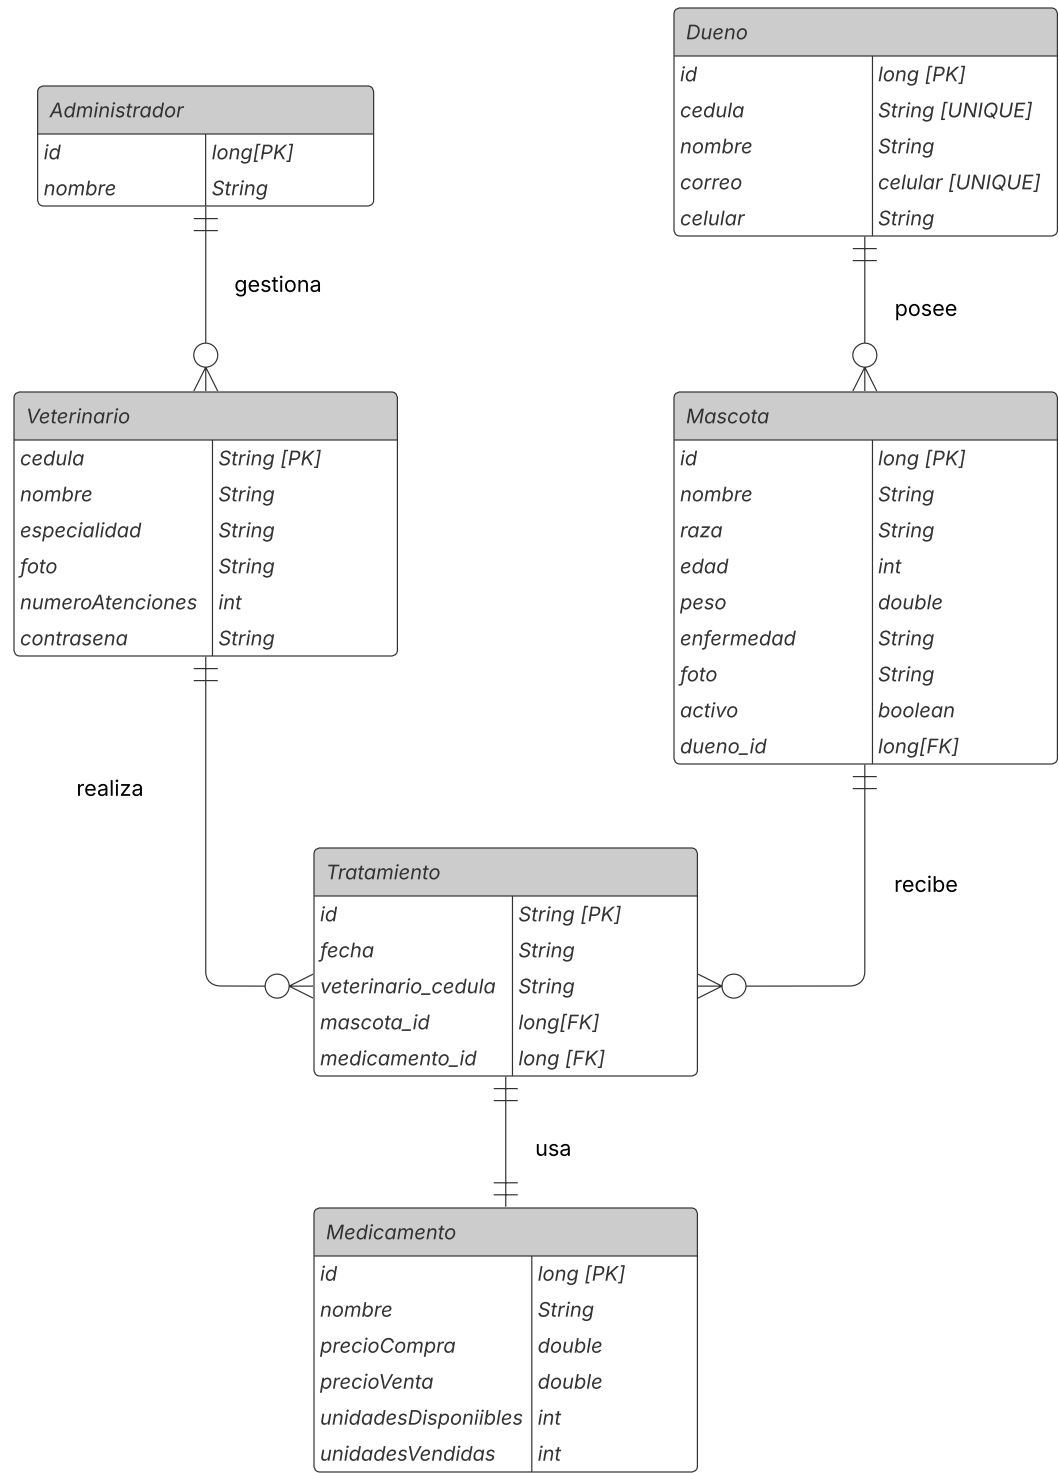 Dueno
id long [PK]
cedula String [UNIQUE]
nombre String
correo celular [UNIQUE]
celular String
Administrador
id long[PK]
nombre String
gestiona
posee
Veterinario
cedula String [PK]
nombre String
especialidad String
foto String
numeroAtenciones int
contrasena String
Mascota
id long [PK]
nombre String
raza String
edad int
peso double
enfermedad String
foto String
activo boolean
dueno_id long[FK]
realiza
recibe
Tratamiento
id String [PK]
fecha String
veterinario_cedula String
mascota_id long[FK]
medicamento_id long [FK]
usa
Medicamento
id long [PK]
nombre String
precioCompra double
precioVenta double
unidadesDisponiibles int
unidadesVendidas int